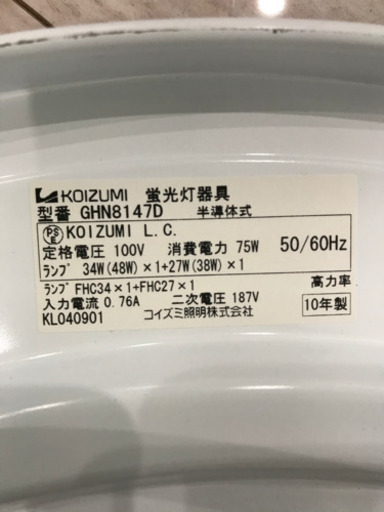 KOIZUMI 蛍光灯器具
型番 GHN8147D 半導体式
PSE KOIZUMI L.C.
定格電圧 100V 消費電力 75W 50/60Hz
ランプ 34W(48W)×1+27W(38W)×1
ランプ FHC34×1+FHC27×1 高力率
入力電流 0.76A 二次電圧 187V 10年製
KL040901 コイズミ照明株式会社